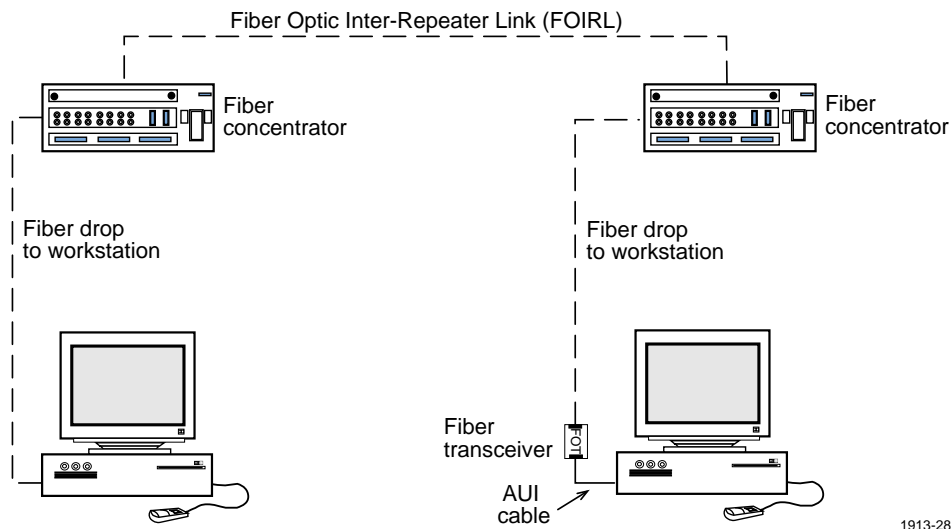 Fiber Optic Inter-Repeater Link (FOIRL)
Fiber
concentrator
Fiber
concentrator
Fiber drop
to workstation
Fiber drop
to workstation
Fiber
transceiver
FOT
AUI
cable
1913-28